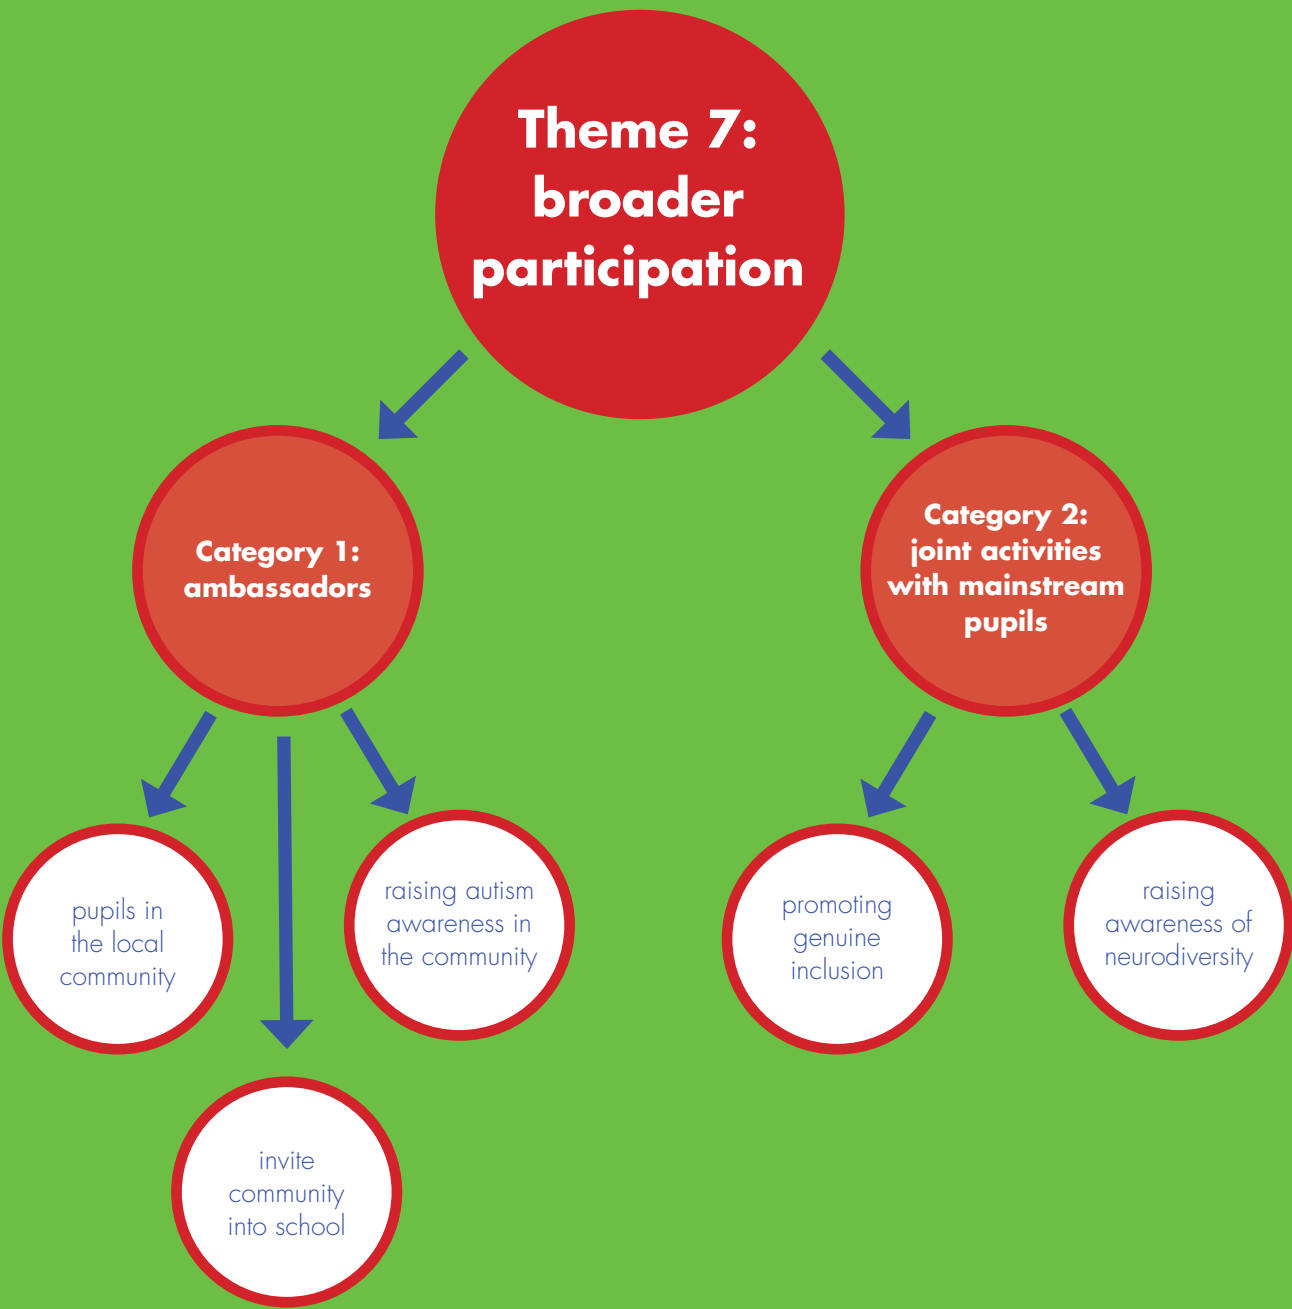 Theme 7:
broader
participation
Category 1:
ambassadors
Category 2:
joint activities
with mainstream
pupils
pupils in
the local
community
invite
community
into school
raising autism
awareness in
the community
promoting
genuine
inclusion
raising
awareness of
neurodiversity